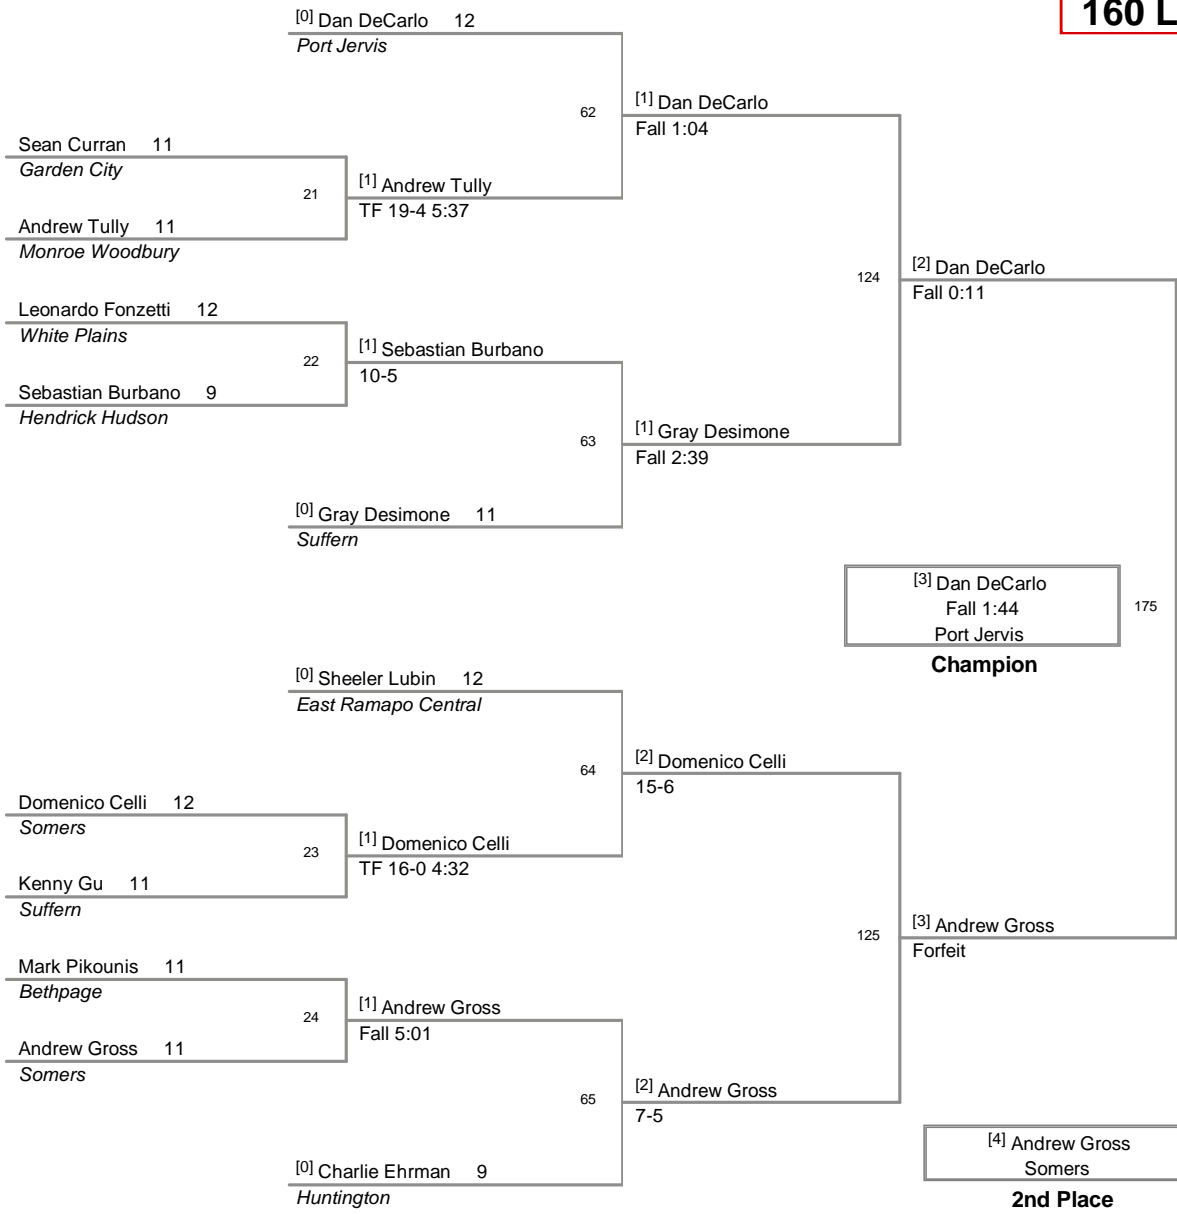 160 L
[0] Dan DeCarlo 12
Port Jervis
62
[1] Dan DeCarlo
Fall 1:04
Sean Curran 11
Garden City
21
[1] Andrew Tully
TF 19-4 5:37
Andrew Tully 11
Monroe Woodbury
124
[2] Dan DeCarlo
Fall 0:11
Leonardo Fonzetti 12
White Plains
22
[1] Sebastian Burbano
10-5
Sebastian Burbano 9
Hendrick Hudson
63
[1] Gray Desimone
Fall 2:39
[0] Gray Desimone 11
Suffern
[3] Dan DeCarlo
Fall 1:44
Port Jervis
175
Champion
[0] Sheeler Lubin 12
East Ramapo Central
64
[2] Domenico Celli
15-6
Domenico Celli 12
Somers
23
[1] Domenico Celli
TF 16-0 4:32
Kenny Gu 11
Suffern
125
[3] Andrew Gross
Forfeit
Mark Pikounis 11
Bethpage
24
[1] Andrew Gross
Fall 5:01
Andrew Gross 11
Somers
65
[2] Andrew Gross
7-5
[0] Charlie Ehrman 9
Huntington
[4] Andrew Gross
Somers
2nd Place